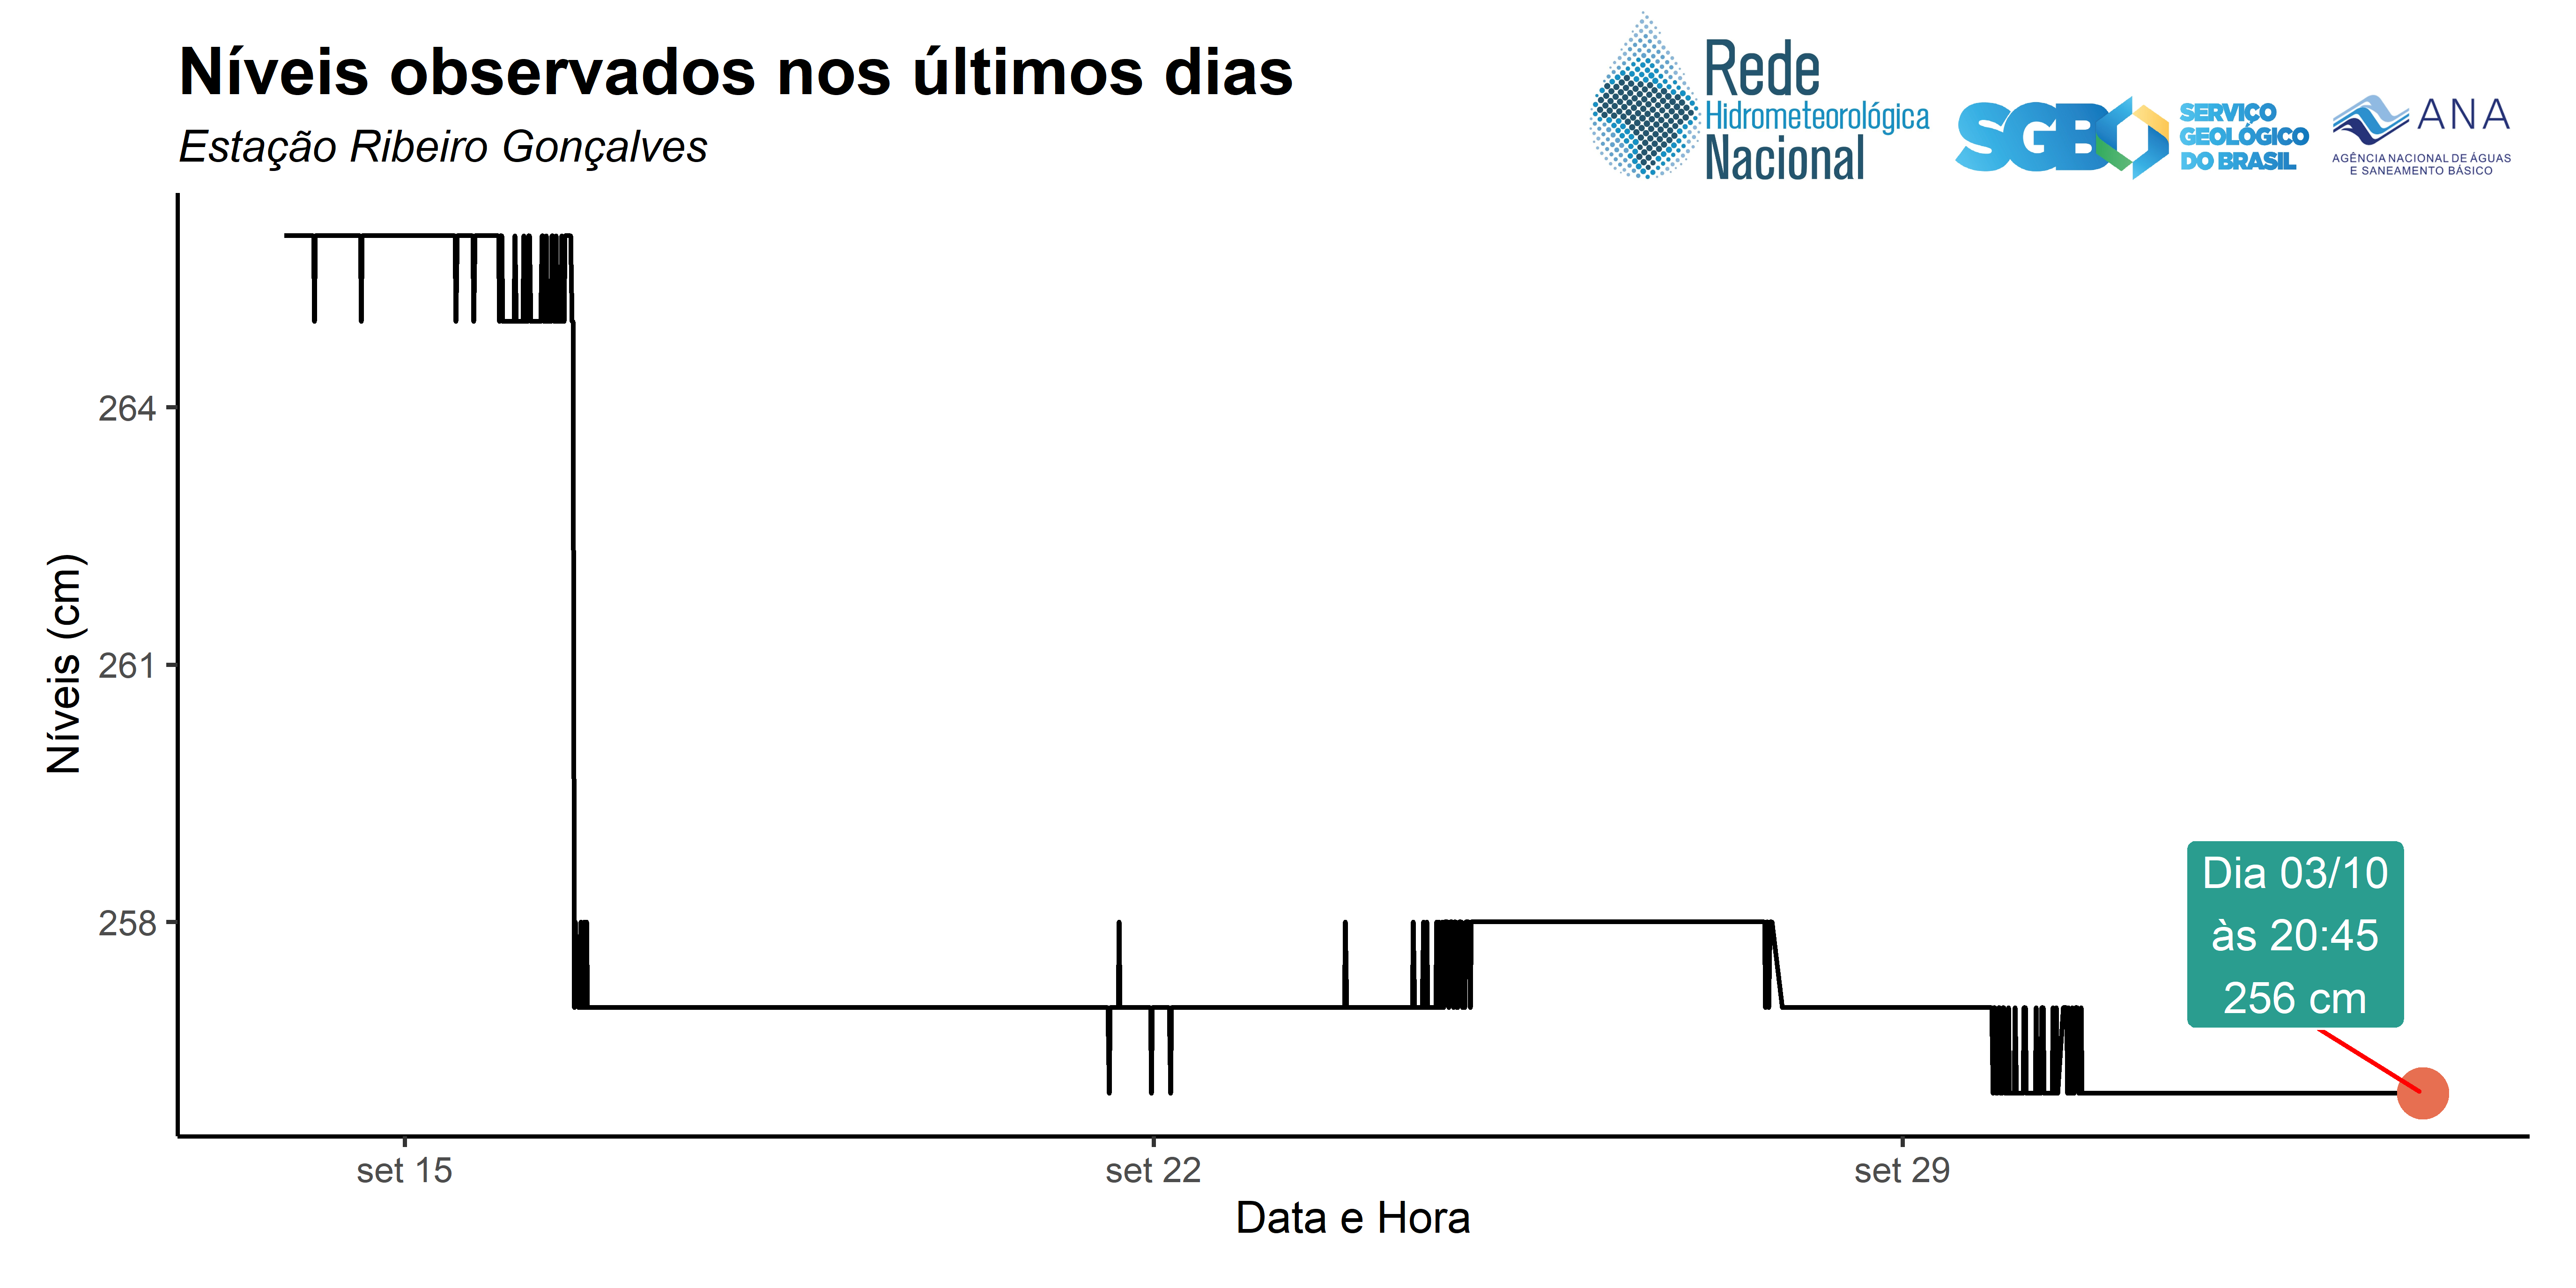 Níveis observados nos últimos dias
Estação Ribeiro Gonçalves
Rede
Hidrometeorológica
Nacional
SGB
SERVIÇO
GEOLÓGICO
DO BRASIL
ANA
AGÊNCIA NACIONAL DE ÁGUAS
E SANEAMENTO BÁSICO
Níveis (cm)
264
261
258
Dia 03/10
às 20:45
256 cm
set 15
set 22
set 29
Data e Hora